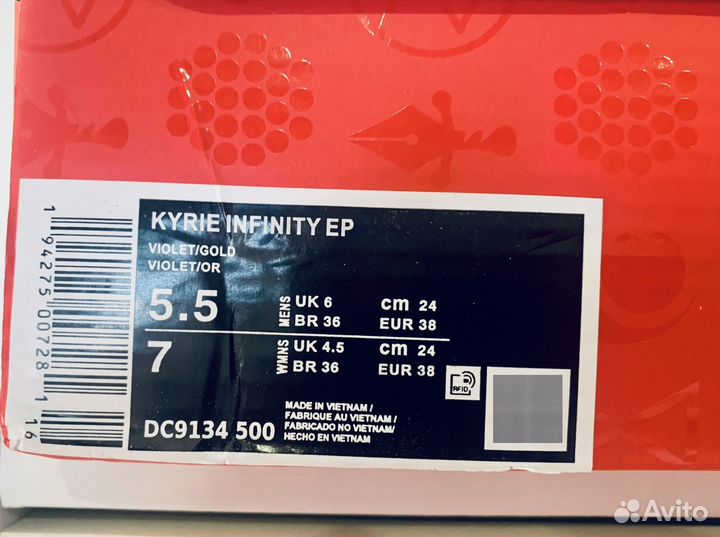 KYRIE INFINITY EP
VIOLET/GOLD
VIOLET/OR
5.5 MENS UK 6 cm 24
BR 36 EUR 38
7 WMNS UK 4.5 cm 24
BR 36 EUR 38
RFID
DC9134 500
MADE IN VIETNAM/
FABRIQUE AU VIETNAM/
FABRICADO NO VIETNAM/
HECHO EN VIETNAM
1 94275 00728 1 16
Avito